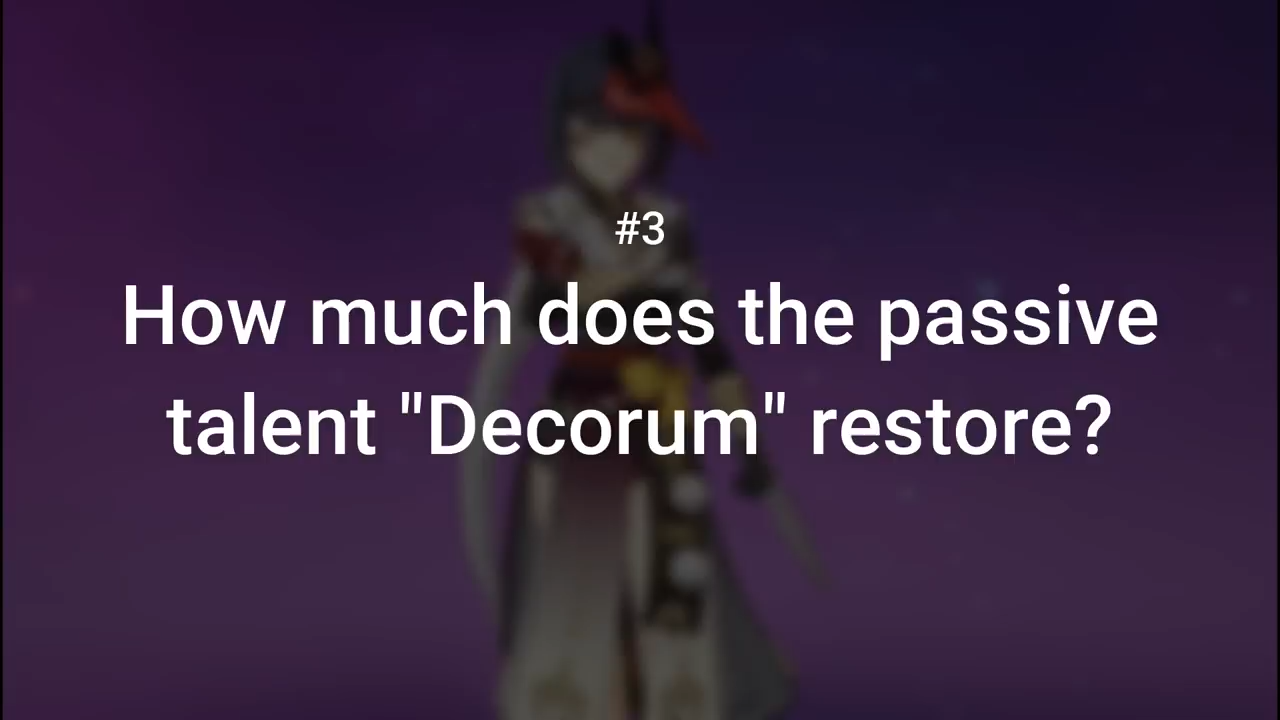 #3
How much does the passive
talent "Decorum" restore?